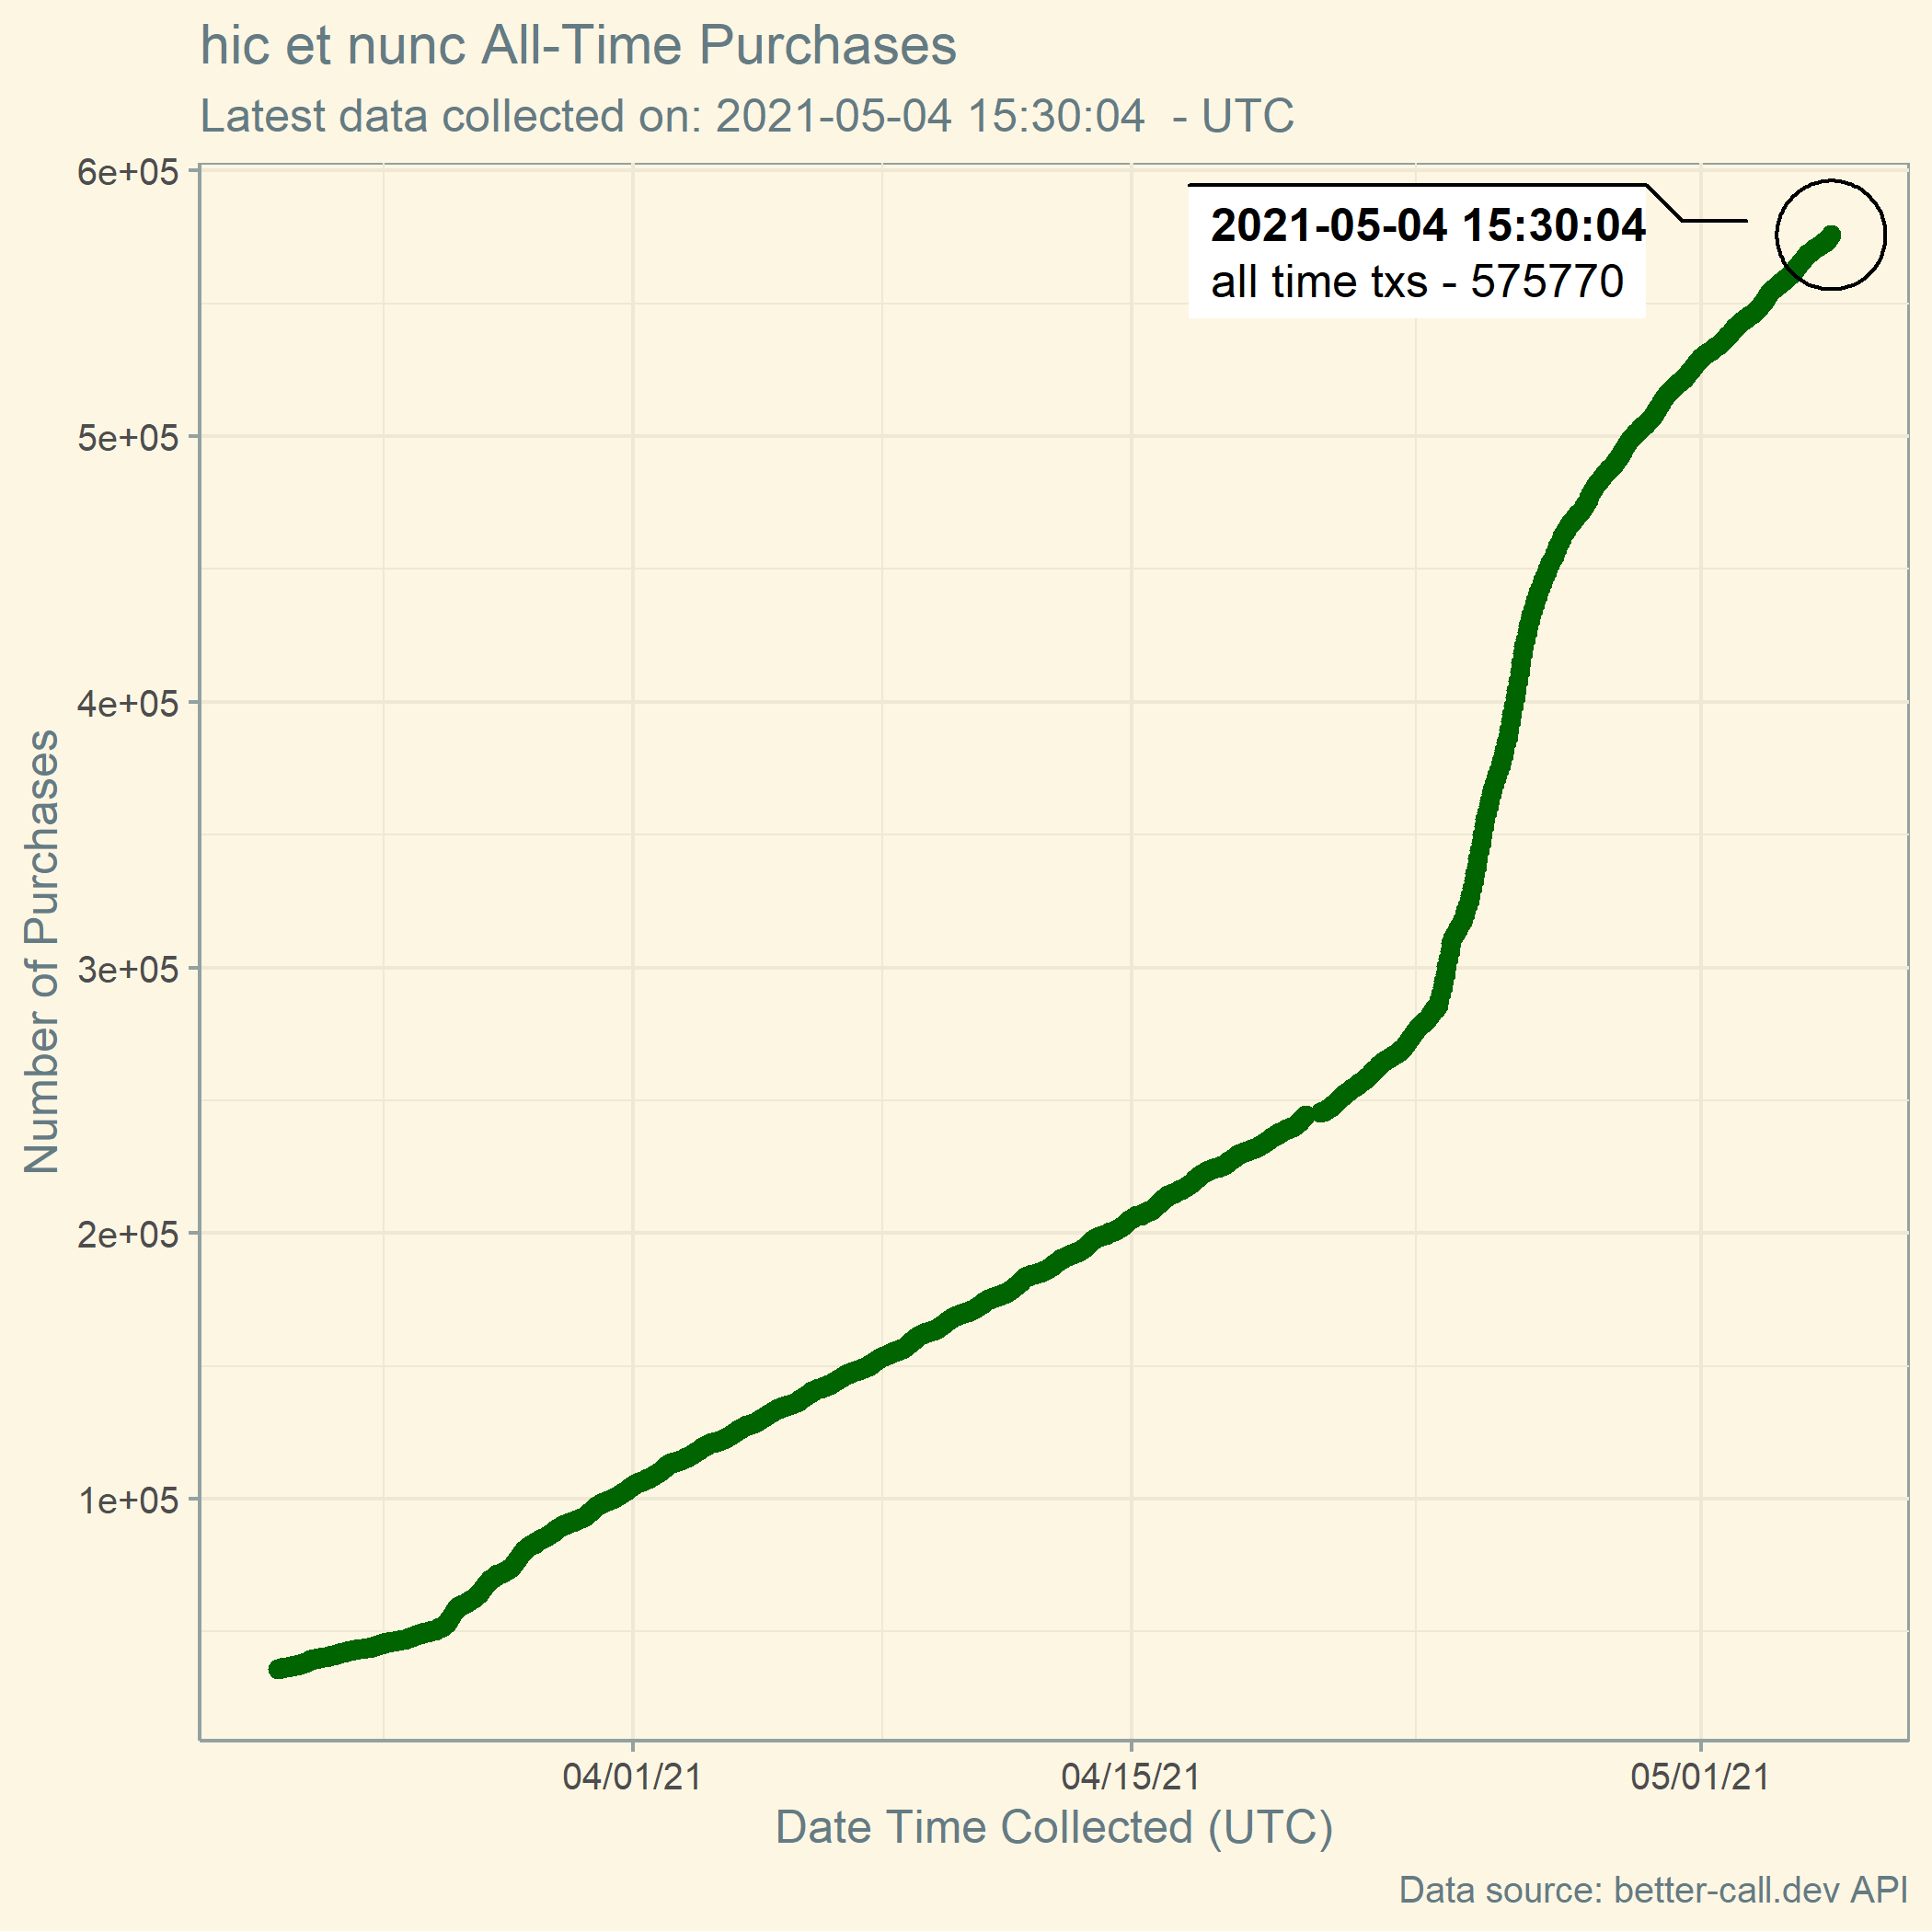 hic et nunc All-Time Purchases
Latest data collected on: 2021-05-04 15:30:04  - UTC
6e+05
5e+05
4e+05
3e+05
2e+05
1e+05
Number of Purchases
2021-05-04 15:30:04
all time txs - 575770
04/01/21
04/15/21
05/01/21
Date Time Collected (UTC)
Data source: better-call.dev API